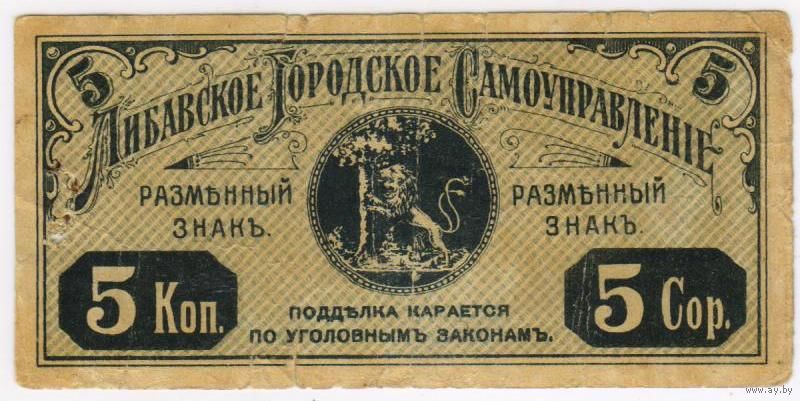 5 5
Либавское Городское Самоуправленіе
РАЗМѢННЫЙ
ЗНАКЪ.
РАЗМѢННЫЙ
ЗНАКЪ.
5 Коп.
ПОДДѢЛКА КАРАЕТСЯ
ПО УГОЛОВНЫМЪ ЗАКОНАМЪ.
5 Сор.
www.ay.by